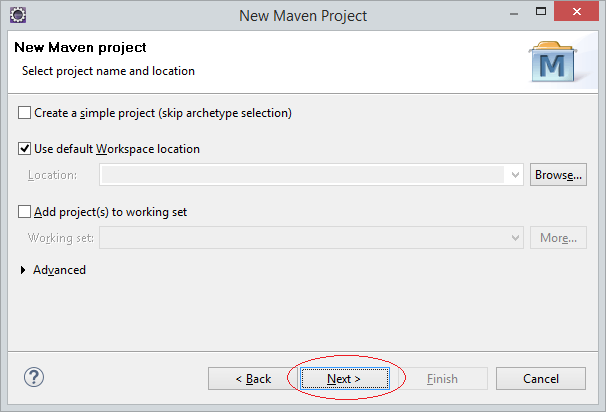 New Maven Project
New Maven project
Select project name and location
M
Create a simple project (skip archetype selection)
Use default Workspace location
Location:
Browse...
Add project(s) to working set
Working set:
More...
Advanced
?
< Back
Next >
Finish
Cancel